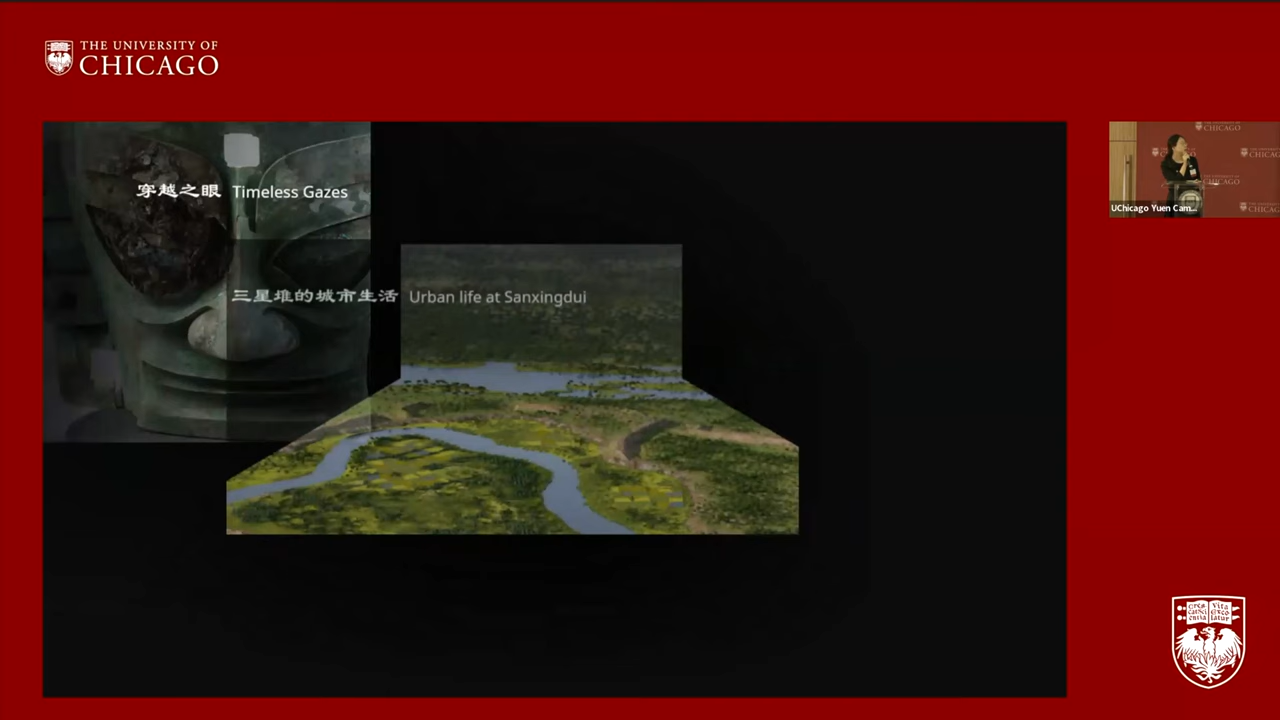 THE UNIVERSITY OF
CHICAGO
穿越之眼 Timeless Gazes
三星堆的城市生活 Urban life at Sanxingdui
UChicago Yuen Cam...